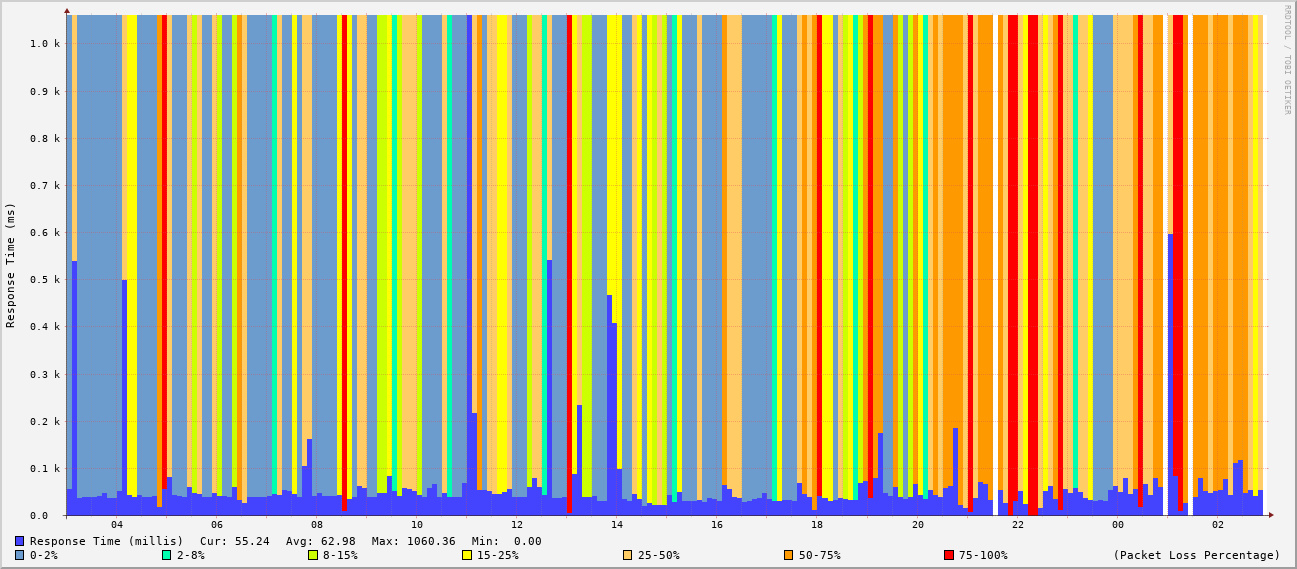 RRDTOOL / TOBI OETIKER
Response Time (ms)
1.0 k
0.9 k
0.8 k
0.7 k
0.6 k
0.5 k
0.4 k
0.3 k
0.2 k
0.1 k
0.0
04 06 08 10 12 14 16 18 20 22 00 02
Response Time (millis) Cur: 55.24 Avg: 62.98 Max: 1060.36 Min: 0.00
0-2% 2-8% 8-15% 15-25% 25-50% 50-75% 75-100% (Packet Loss Percentage)